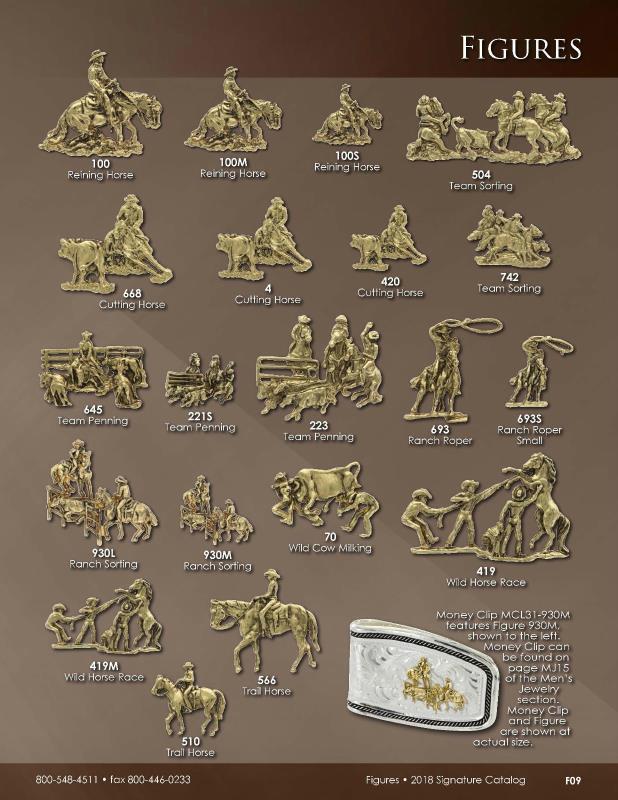 FIGURES
100
Reining Horse
100M
Reining Horse
100S
Reining Horse
504
Team Sorting
668
Cutting Horse
4
Cutting Horse
420
Cutting Horse
742
Team Sorting
645
Team Penning
221S
Team Penning
223
Team Penning
693
Ranch Roper
693S
Ranch Roper
Small
930L
Ranch Sorting
930M
Ranch Sorting
70
Wild Cow Milking
419
Wild Horse Race
419M
Wild Horse Race
566
Trail Horse
510
Trail Horse
Money Clip MCL31-930M
features Figure 930M,
shown to the left.
Money Clip can
be found on
page MJ15
of the Men's
Jewelry
section.
Money Clip
and Figure
are shown at
actual size.
800-548-4511 • fax 800-446-0233
Figures • 2018 Signature Catalog
F09